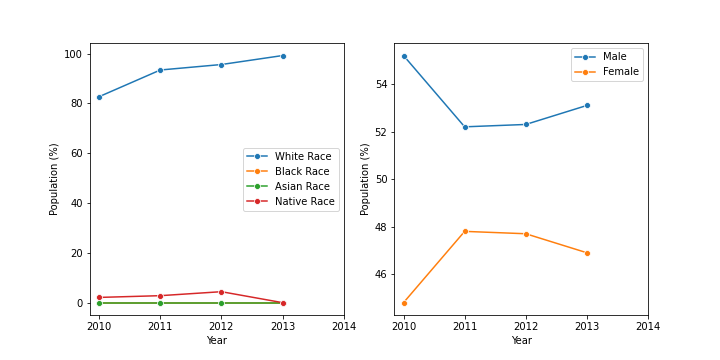 100
80
60
40
20
0
Population (%)
White Race
Black Race
Asian Race
Native Race
2010 2011 2012 2013 2014
Year
54
52
50
48
46
Population (%)
Male
Female
2010 2011 2012 2013 2014
Year